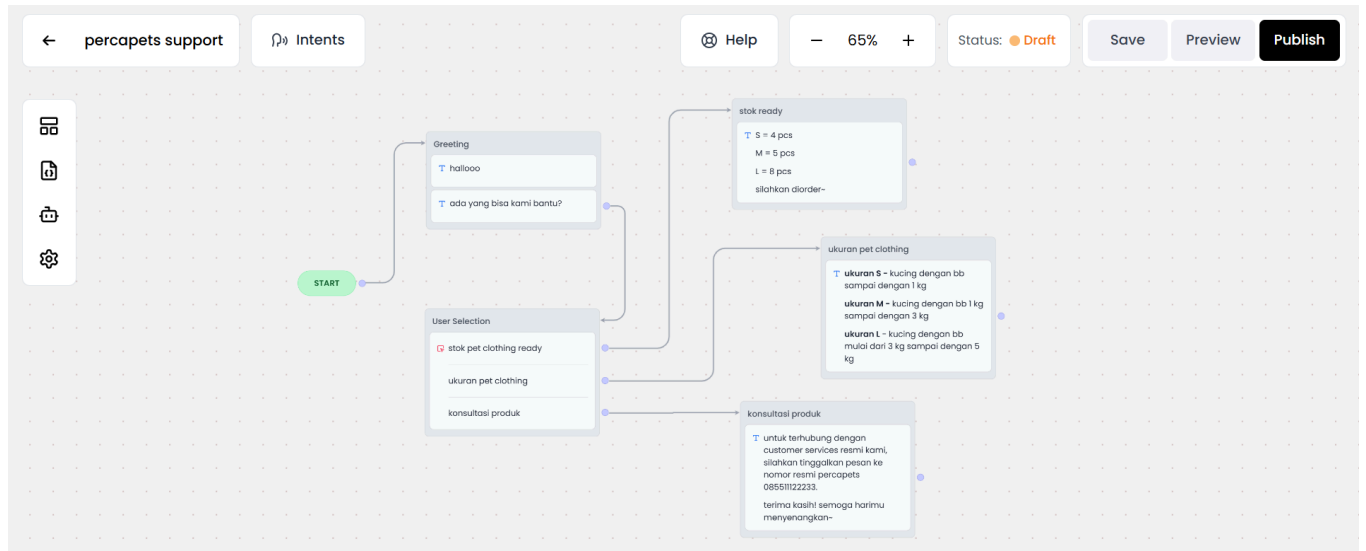 percapets support
Intents
Help
65%
Status: Draft
Save
Preview
Publish
START
Greeting
hallooo
ada yang bisa kami bantu?
User Selection
stok pet clothing ready
ukuran pet clothing
konsultasi produk
stok ready
S = 4 pcs
M = 5 pcs
L = 8 pcs
silahkan diorder~
ukuran pet clothing
ukuran S - kucing dengan bb
sampai dengan 1 kg
ukuran M - kucing dengan bb 1 kg
sampai dengan 3 kg
ukuran L - kucing dengan bb
mulai dari 3 kg sampai dengan 5
kg
konsultasi produk
untuk terhubung dengan
customer services resmi kami,
silahkan tinggalkan pesan ke
nomor resmi percapets
085511122233.
terima kasih! semoga harimu
menyenangkan~